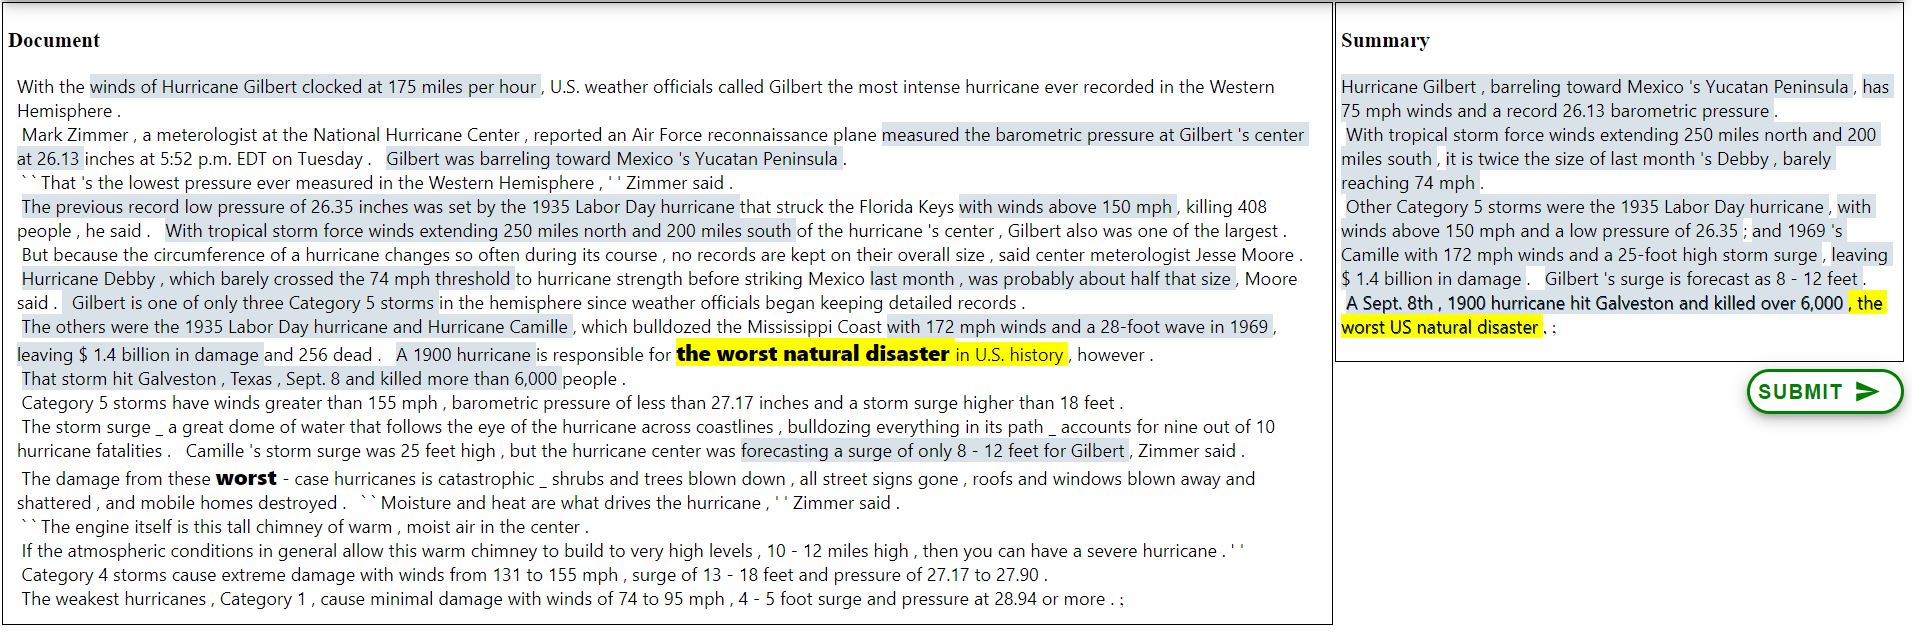 Document
With the winds of Hurricane Gilbert clocked at 175 miles per hour , U.S. weather officials called Gilbert the most intense hurricane ever recorded in the Western
Hemisphere .
Mark Zimmer , a meterologist at the National Hurricane Center , reported an Air Force reconnaissance plane measured the barometric pressure at Gilbert 's center
at 26.13 inches at 5:52 p.m. EDT on Tuesday . Gilbert was barreling toward Mexico 's Yucatan Peninsula .
` ` That 's the lowest pressure ever measured in the Western Hemisphere , ' ' Zimmer said .
The previous record low pressure of 26.35 inches was set by the 1935 Labor Day hurricane that struck the Florida Keys with winds above 150 mph , killing 408
people , he said . With tropical storm force winds extending 250 miles north and 200 miles south of the hurricane 's center , Gilbert also was one of the largest .
But because the circumference of a hurricane changes so often during its course , no records are kept on their overall size , said center meterologist Jesse Moore .
Hurricane Debby , which barely crossed the 74 mph threshold to hurricane strength before striking Mexico last month , was probably about half that size , Moore
said . Gilbert is one of only three Category 5 storms in the hemisphere since weather officials began keeping detailed records .
The others were the 1935 Labor Day hurricane and Hurricane Camille , which bulldozed the Mississippi Coast with 172 mph winds and a 28-foot wave in 1969 ,
leaving $ 1.4 billion in damage and 256 dead . A 1900 hurricane is responsible for the worst natural disaster in U.S. history , however .
That storm hit Galveston , Texas , Sept. 8 and killed more than 6,000 people .
Category 5 storms have winds greater than 155 mph , barometric pressure of less than 27.17 inches and a storm surge higher than 18 feet .
The storm surge _ a great dome of water that follows the eye of the hurricane across coastlines , bulldozing everything in its path _ accounts for nine out of 10
hurricane fatalities . Camille 's storm surge was 25 feet high , but the hurricane center was forecasting a surge of only 8 - 12 feet for Gilbert , Zimmer said .
The damage from these worst - case hurricanes is catastrophic _ shrubs and trees blown down , all street signs gone , roofs and windows blown away and
shattered , and mobile homes destroyed . ` ` Moisture and heat are what drives the hurricane , ' ' Zimmer said .
` ` The engine itself is this tall chimney of warm , moist air in the center .
If the atmospheric conditions in general allow this warm chimney to build to very high levels , 10 - 12 miles high , then you can have a severe hurricane . ' '
Category 4 storms cause extreme damage with winds from 131 to 155 mph , surge of 13 - 18 feet and pressure of 27.17 to 27.90 .
The weakest hurricanes , Category 1 , cause minimal damage with winds of 74 to 95 mph , 4 - 5 foot surge and pressure at 28.94 or more . ;
Summary
Hurricane Gilbert , barreling toward Mexico 's Yucatan Peninsula , has
75 mph winds and a record 26.13 barometric pressure .
With tropical storm force winds extending 250 miles north and 200
miles south , it is twice the size of last month 's Debby , barely
reaching 74 mph .
Other Category 5 storms were the 1935 Labor Day hurricane , with
winds above 150 mph and a low pressure of 26.35 ; and 1969 's
Camille with 172 mph winds and a 25-foot high storm surge , leaving
$ 1.4 billion in damage . Gilbert 's surge is forecast as 8 - 12 feet .
A Sept. 8th , 1900 hurricane hit Galveston and killed over 6,000 , the
worst US natural disaster . ;
SUBMIT